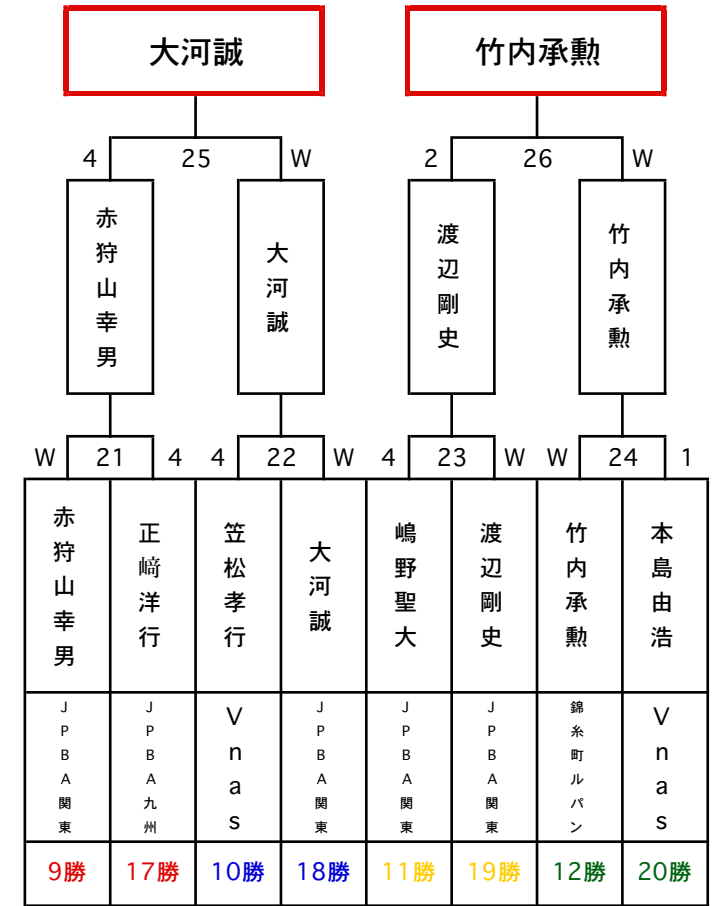 大河誠 竹内承勲
4 25 W 2 26 W
赤狩山幸男 大河誠 渡辺剛史 竹内承勲
W 21 4 4 22 W 4 23 W W 24 1
赤狩山幸男 正﨑洋行 笠松孝行 大河誠 嶋野聖大 渡辺剛史 竹内承勲 本島由浩
JPBA関東 JPBA九州 Vnas JPBA関東 JPBA関東 JPBA関東 錦糸町ルパン Vnas
9勝 17勝 10勝 18勝 11勝 19勝 12勝 20勝